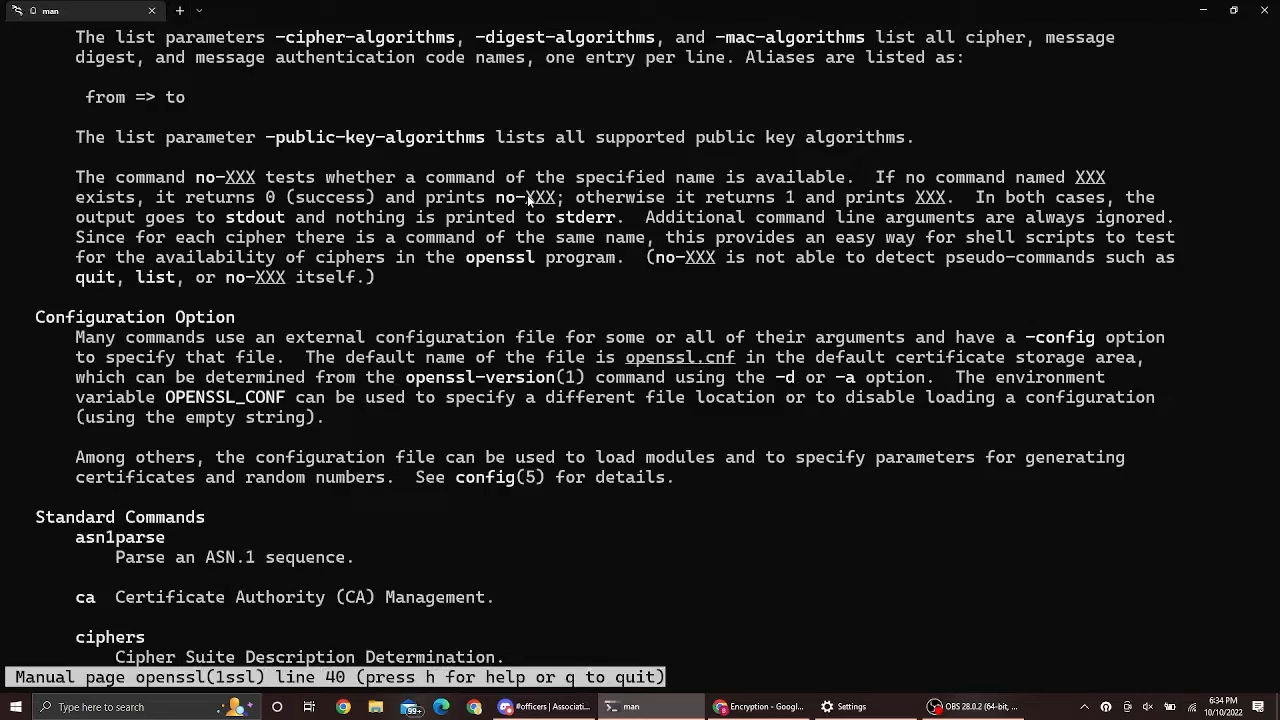 man
The list parameters -cipher-algorithms, -digest-algorithms, and -mac-algorithms list all cipher, message
digest, and message authentication code names, one entry per line. Aliases are listed as:
from => to
The list parameter -public-key-algorithms lists all supported public key algorithms.
The command no-XXX tests whether a command of the specified name is available.  If no command named XXX
exists, it returns 0 (success) and prints no-XXX; otherwise it returns 1 and prints XXX.  In both cases, the
output goes to stdout and nothing is printed to stderr.  Additional command line arguments are always ignored.
Since for each cipher there is a command of the same name, this provides an easy way for shell scripts to test
for the availability of ciphers in the openssl program.  (no-XXX is not able to detect pseudo-commands such as
quit, list, or no-XXX itself.)
Configuration Option
Many commands use an external configuration file for some or all of their arguments and have a -config option
to specify that file.  The default name of the file is openssl.cnf in the default certificate storage area,
which can be determined from the openssl-version(1) command using the -d or -a option.  The environment
variable OPENSSL_CONF can be used to specify a different file location or to disable loading a configuration
(using the empty string).
Among others, the configuration file can be used to load modules and to specify parameters for generating
certificates and random numbers.  See config(5) for details.
Standard Commands
asn1parse
Parse an ASN.1 sequence.
ca  Certificate Authority (CA) Management.
ciphers
Cipher Suite Description Determination.
Manual page openssl(1ssl) line 40 (press h for help or q to quit)
Type here to search
99+
#officers | Associati...
man
Encryption - Googl...
Settings
OBS 28.0.2 (64-bit, ...
6:34 PM
10/10/2022